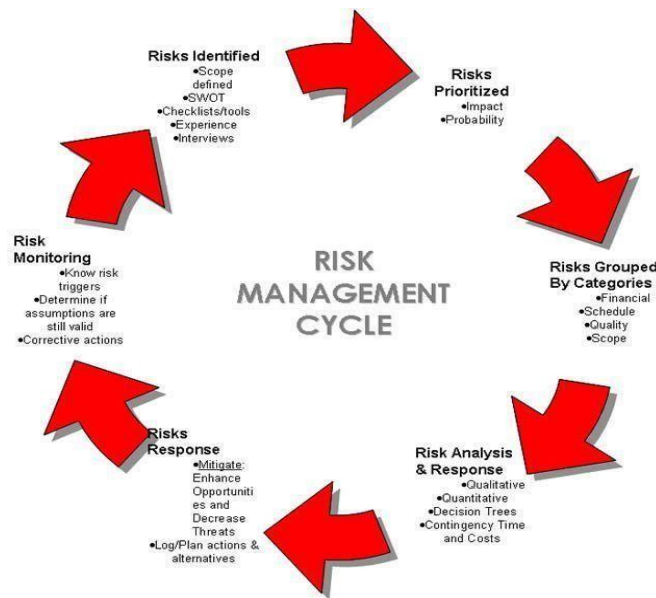 Risks Identified
•Scope
defined
•SWOT
•Checklists/tools
•Experience
•Interviews
Risks
Prioritized
•Impact
•Probability
Risks Grouped
By Categories
•Financial
•Schedule
•Quality
•Scope
Risk Analysis
& Response
•Qualitative
•Quantitative
•Decision Trees
•Contingency Time
and Costs
Risks
Response
•Mitigate:
Enhance
Opportuniti
es and
Decrease
Threats
•Log/Plan actions &
alternatives
Risk
Monitoring
•Know risk
triggers
•Determine if
assumptions are
still valid
•Corrective actions
RISK
MANAGEMENT
CYCLE